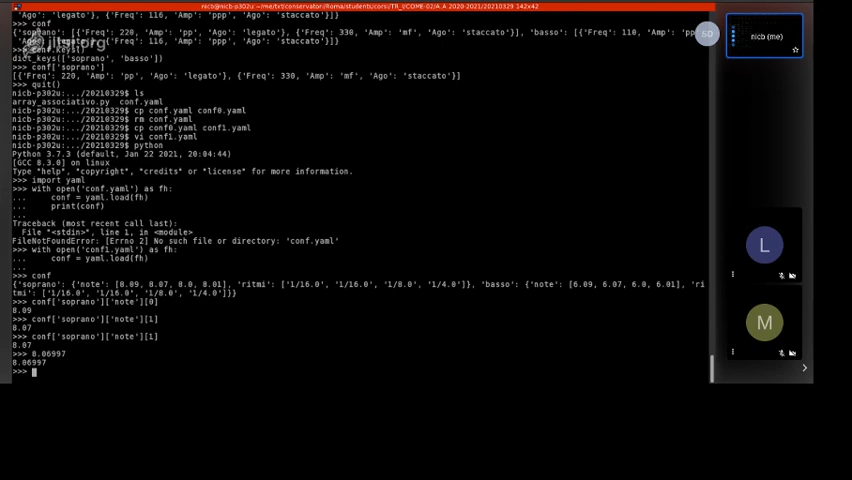 nicb@nicb-p302u: ~/me/txt/conservatori/Roma/students/corsi/TR_I/COME-02/A.A.2020-2021/20210329 142x42
'Ago': 'legato'}, {'Freq': 116, 'Amp': 'ppp', 'Ago': 'staccato'}]}
>>> conf
{'soprano': [{'Freq': 220, 'Amp': 'pp', 'Ago': 'legato'}, {'Freq': 330, 'Amp': 'mf', 'Ago': 'staccato'}], 'basso': [{'Freq': 110, 'Amp': 'pp
'Ago': 'legato'}, {'Freq': 116, 'Amp': 'ppp', 'Ago': 'staccato'}]}
>>> conf.keys()
dict_keys(['soprano', 'basso'])
>>> conf['soprano']
[{'Freq': 220, 'Amp': 'pp', 'Ago': 'legato'}, {'Freq': 330, 'Amp': 'mf', 'Ago': 'staccato'}]
>>> quit()
nicb-p302u:.../20210329$ ls
array_associativo.py  conf.yaml
nicb-p302u:.../20210329$ cp conf.yaml conf0.yaml
nicb-p302u:.../20210329$ rm conf.yaml
nicb-p302u:.../20210329$ cp conf0.yaml conf1.yaml
nicb-p302u:.../20210329$ vi conf1.yaml
nicb-p302u:.../20210329$ python
Python 3.7.3 (default, Jan 22 2021, 20:04:44)
[GCC 8.3.0] on linux
Type "help", "copyright", "credits" or "license" for more information.
>>> import yaml
>>> with open('conf.yaml') as fh:
...     conf = yaml.load(fh)
...     print(conf)
...
Traceback (most recent call last):
  File "<stdin>", line 1, in <module>
FileNotFoundError: [Errno 2] No such file or directory: 'conf.yaml'
>>> with open('conf1.yaml') as fh:
...     conf = yaml.load(fh)
...
>>> conf
{'soprano': {'note': [8.09, 8.07, 8.0, 8.01], 'ritmi': ['1/16.0', '1/16.0', '1/8.0', '1/4.0']}, 'basso': {'note': [6.09, 6.07, 6.0, 6.01], 'ri
tmi': ['1/16.0', '1/16.0', '1/8.0', '1/4.0']}}
>>> conf['soprano']['note'][0]
8.09
>>> conf['soprano']['note'][1]
8.07
>>> conf['soprano']['note'][1]
8.07
>>> 8.06997
8.06997
>>>
jitsi.org
SD
nicb (me)
L
M